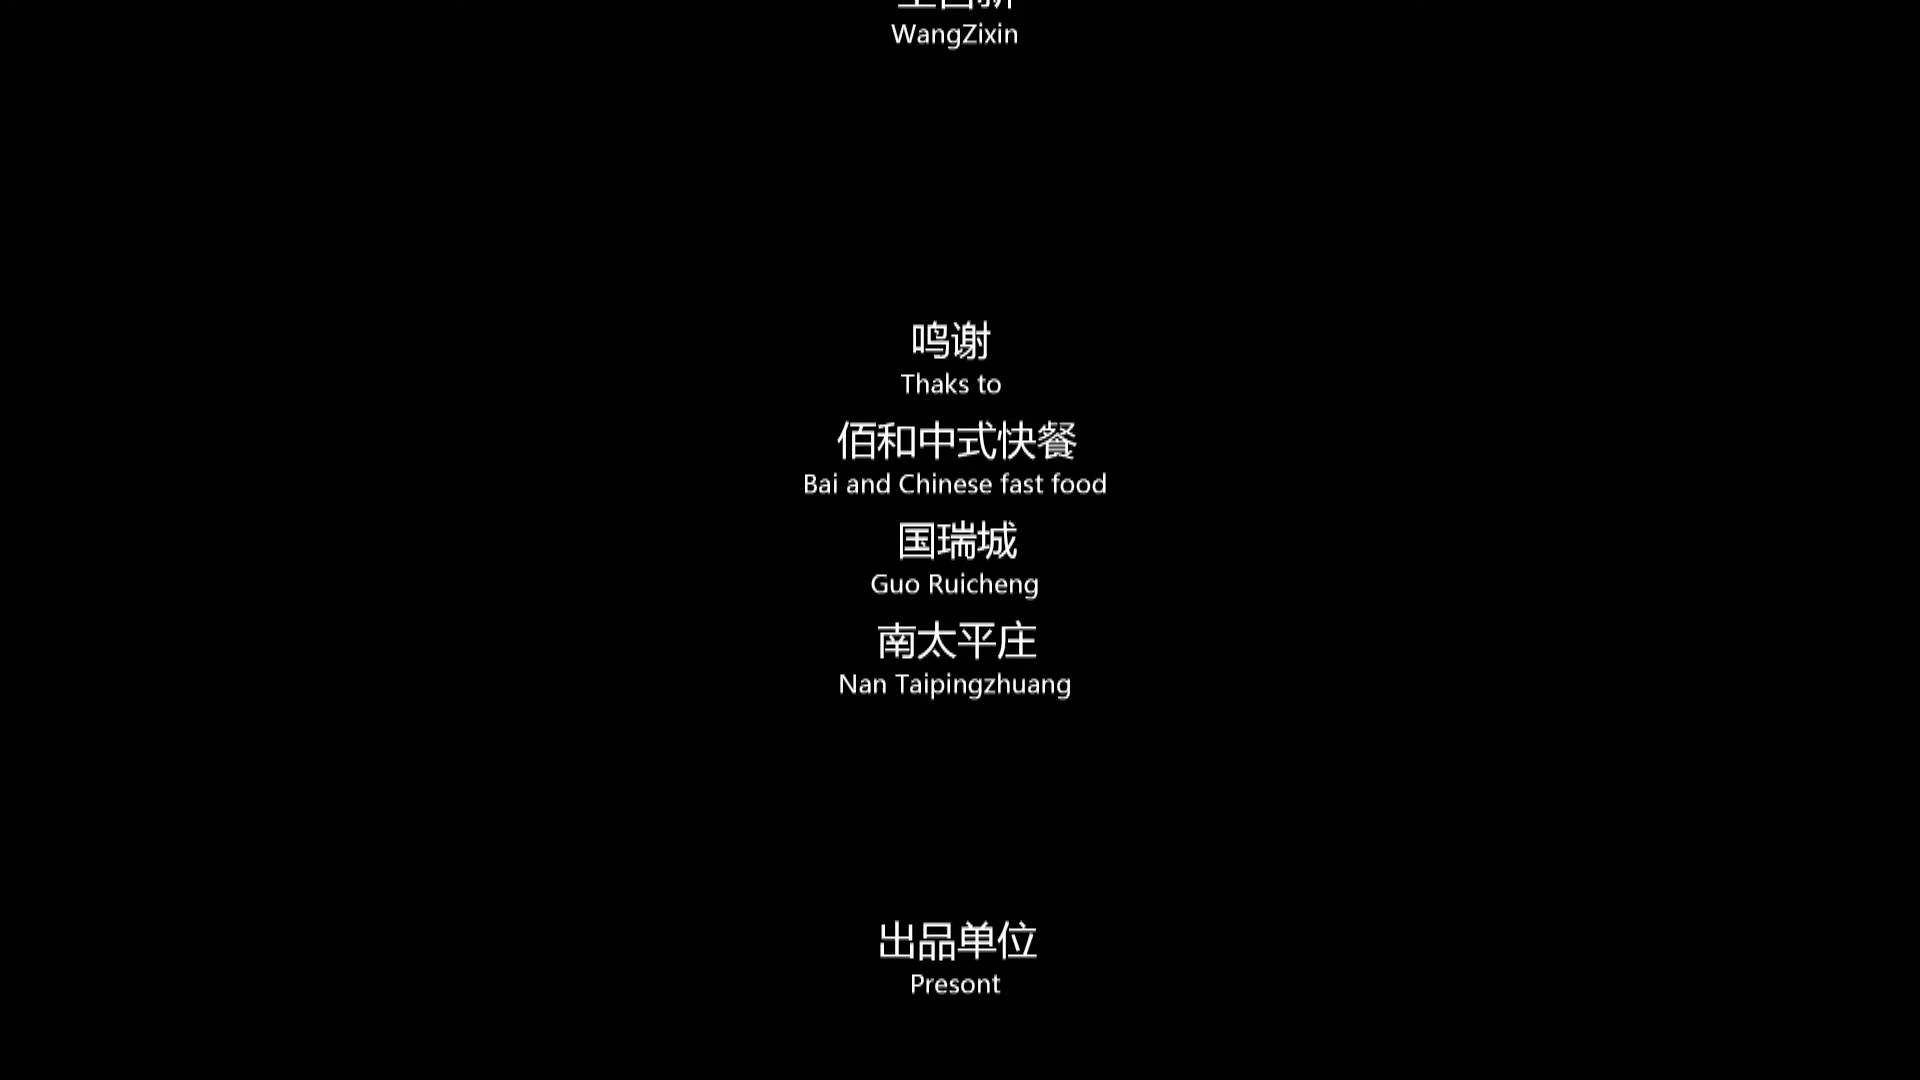 WangZixin
鸣谢
Thaks to
佰和中式快餐
Bai and Chinese fast food
国瑞城
Guo Ruicheng
南太平庄
Nan Taipingzhuang
出品单位
Presont